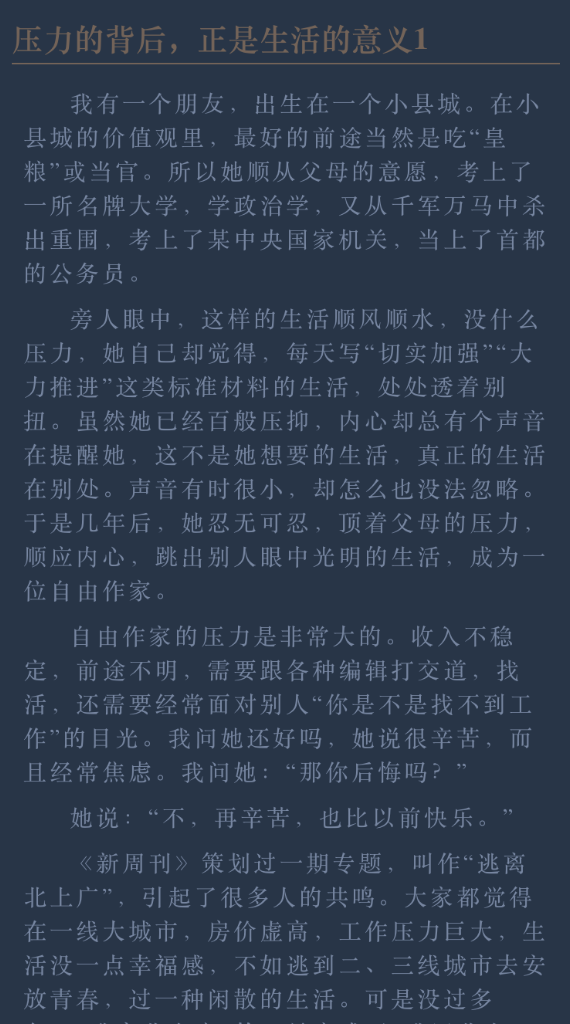 压力的背后，正是生活的意义1
我有一个朋友，出生在一个小县城。在小
县城的价值观里，最好的前途当然是吃“皇
粮”或当官。所以她顺从父母的意愿，考上了
一所名牌大学，学政治学，又从千军万马中杀
出重围，考上了某中央国家机关，当上了首都
的公务员。
旁人眼中，这样的生活顺风顺水，没什么
压力，她自己却觉得，每天写“切实加强”“大
力推进”这类标准材料的生活，处处透着别
扭。虽然她已经百般压抑，内心却总有个声音
在提醒她，这不是她想要的生活，真正的生活
在别处。声音有时很小，却怎么也没法忽略。
于是几年后，她忍无可忍，顶着父母的压力，
顺应内心，跳出别人眼中光明的生活，成为一
位自由作家。
自由作家的压力是非常大的。收入不稳
定，前途不明，需要跟各种编辑打交道，找
活，还需要经常面对别人“你是不是找不到工
作”的目光。我问她还好吗，她说很辛苦，而
且经常焦虑。我问她：“那你后悔吗？”
她说：“不，再辛苦，也比以前快乐。”
《新周刊》策划过一期专题，叫作“逃离
北上广”，引起了很多人的共鸣。大家都觉得
在一线大城市，房价虚高，工作压力巨大，生
活没一点幸福感，不如逃到二、三线城市去安
放青春，过一种闲散的生活。可是没过多